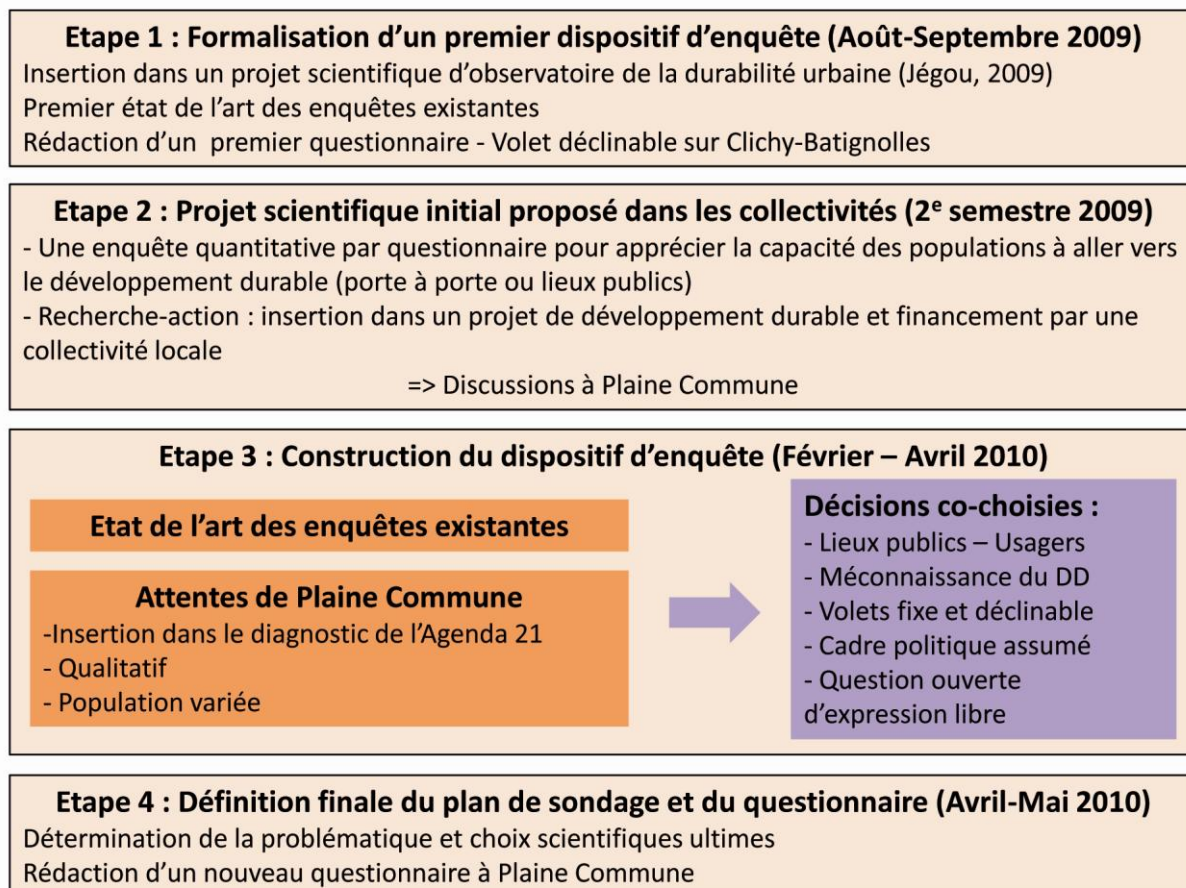 Etape 1 : Formalisation d'un premier dispositif d'enquête (Août-Septembre 2009)
Insertion dans un projet scientifique d'observatoire de la durabilité urbaine (Jégou, 2009)
Premier état de l'art des enquêtes existantes
Rédaction d'un premier questionnaire - Volet déclinable sur Clichy-Batignolles
Etape 2 : Projet scientifique initial proposé dans les collectivités (2e semestre 2009)
- Une enquête quantitative par questionnaire pour apprécier la capacité des populations à aller vers
le développement durable (porte à porte ou lieux publics)
- Recherche-action : insertion dans un projet de développement durable et financement par une
collectivité locale
=> Discussions à Plaine Commune
Etape 3 : Construction du dispositif d'enquête (Février – Avril 2010)
Etat de l'art des enquêtes existantes
Attentes de Plaine Commune
-Insertion dans le diagnostic de l'Agenda 21
- Qualitatif
- Population variée
Décisions co-choisies :
- Lieux publics – Usagers
- Méconnaissance du DD
- Volets fixe et déclinable
- Cadre politique assumé
- Question ouverte
d'expression libre
Etape 4 : Définition finale du plan de sondage et du questionnaire (Avril-Mai 2010)
Détermination de la problématique et choix scientifiques ultimes
Rédaction d'un nouveau questionnaire à Plaine Commune